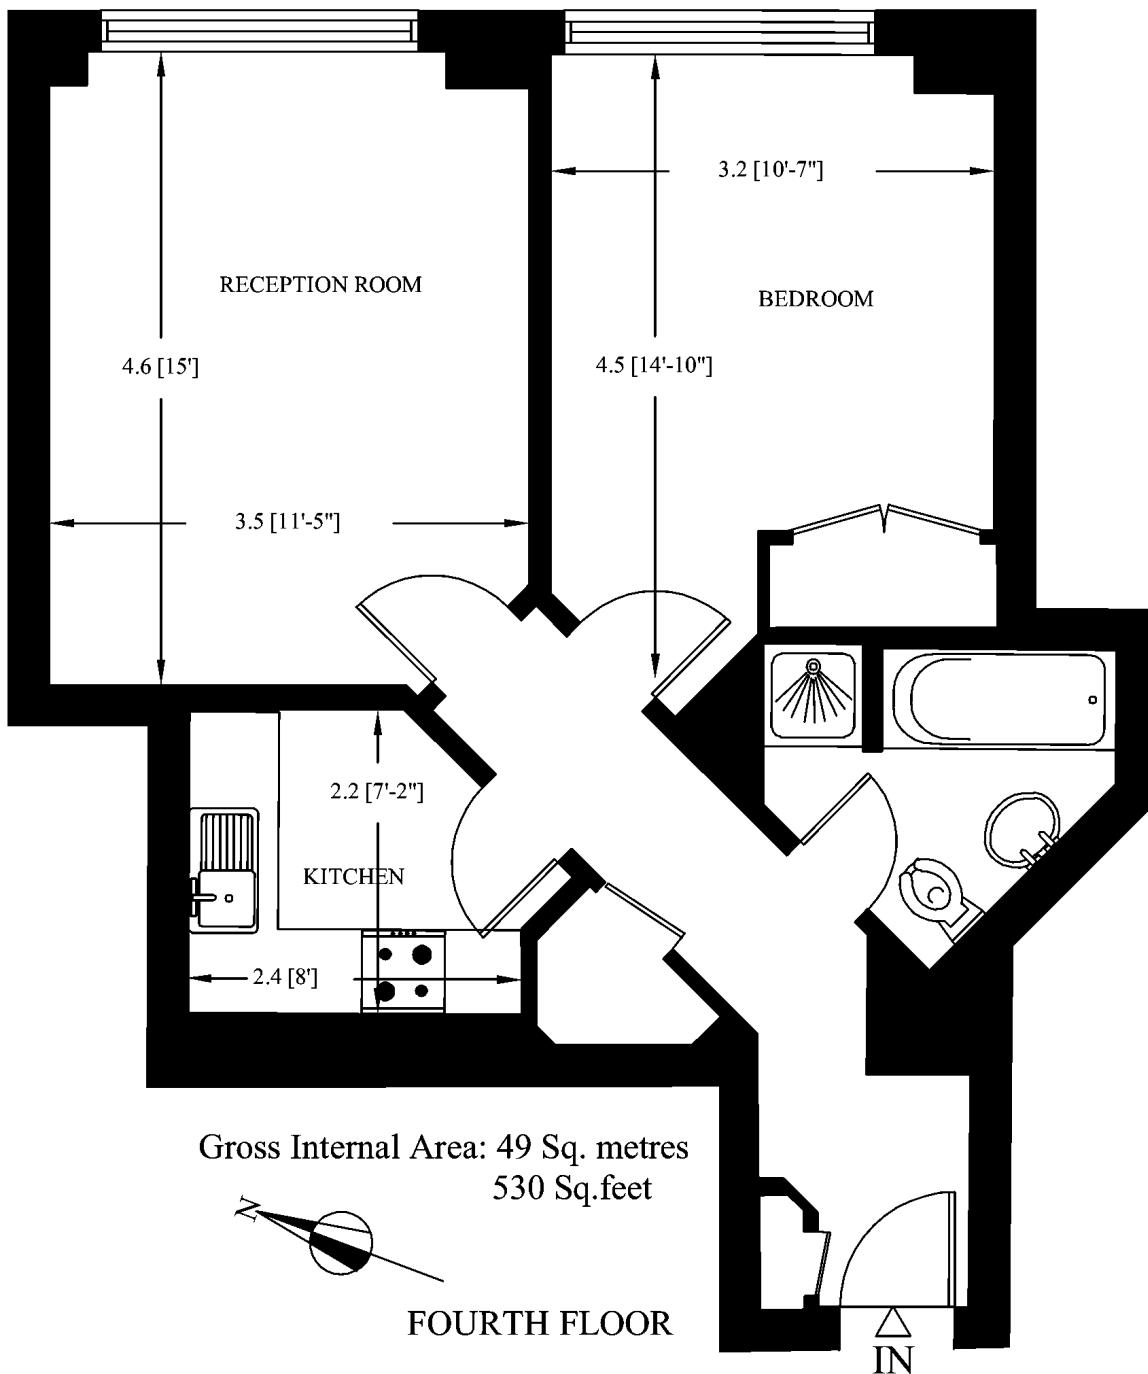 3.2 [10'-7"]
RECEPTION ROOM
BEDROOM
4.6 [15']
4.5 [14'-10"]
3.5 [11'-5"]
2.2 [7'-2"]
KITCHEN
2.4 [8']
Gross Internal Area: 49 Sq. metres
530 Sq.feet
N
FOURTH FLOOR
IN